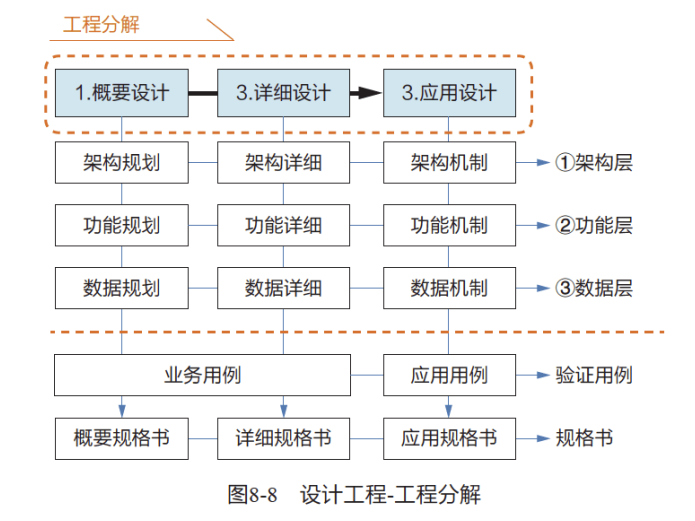 工程分解
1.概要设计 3.详细设计 3.应用设计
架构规划 架构详细 架构机制 ①架构层
功能规划 功能详细 功能机制 ②功能层
数据规划 数据详细 数据机制 ③数据层
业务用例 应用用例 验证用例
概要规格书 详细规格书 应用规格书 规格书
图8-8 设计工程-工程分解